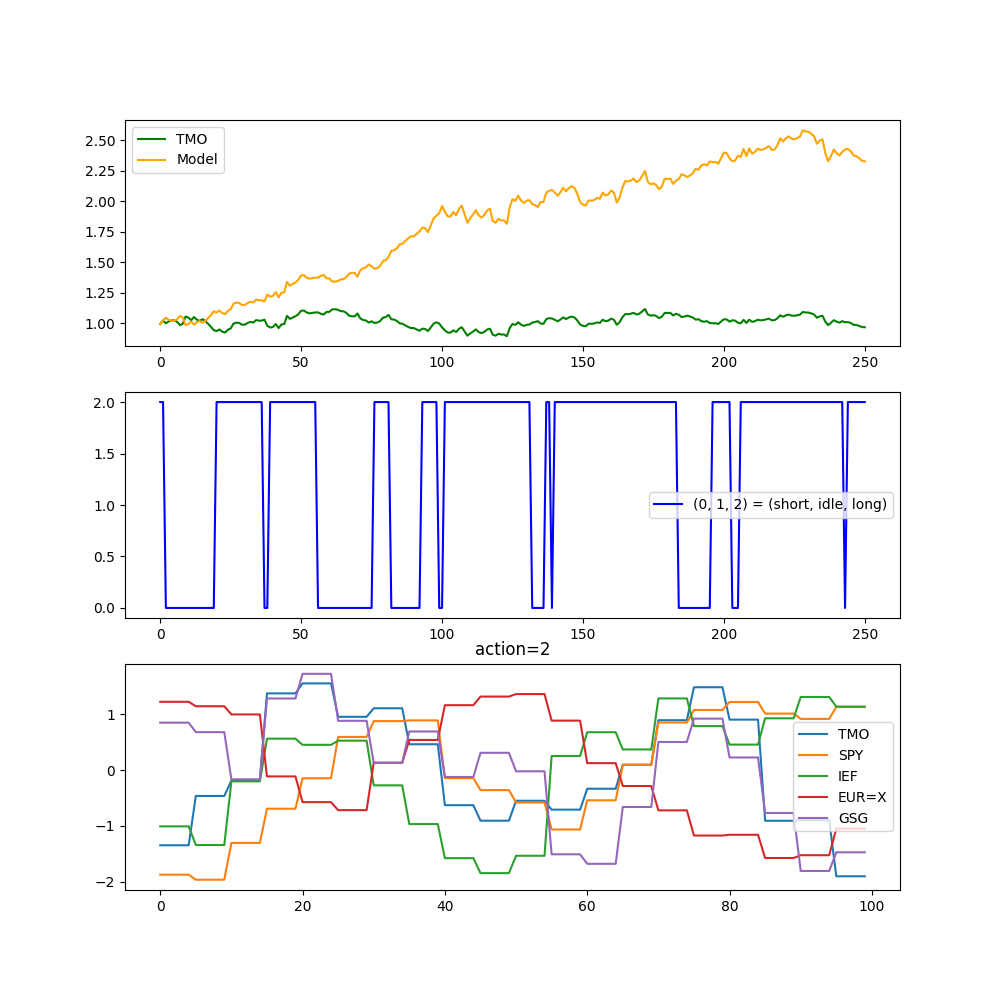 2.50
2.25
2.00
1.75
1.50
1.25
1.00
TMO
Model
0 50 100 150 200 250
2.0
1.5
1.0
0.5
0.0
(0, 1, 2) = (short, idle, long)
0 50 100 150 200 250
action=2
1
0
−1
−2
TMO
SPY
IEF
EUR=X
GSG
0 20 40 60 80 100